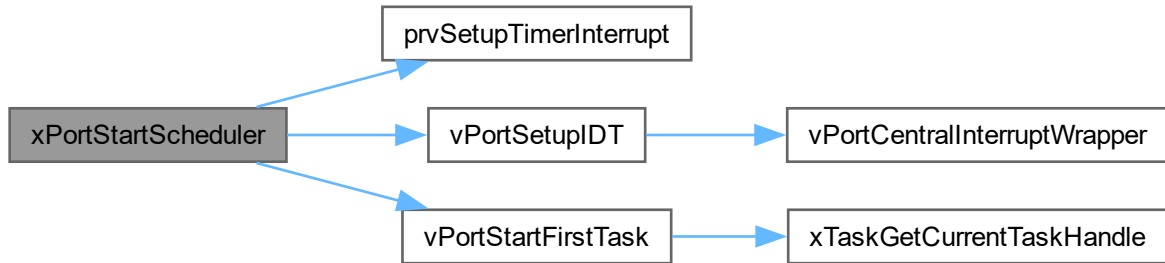 prvSetupTimerInterrupt
xPortStartScheduler
vPortSetupIDT
vPortCentralInterruptWrapper
vPortStartFirstTask
xTaskGetCurrentTaskHandle